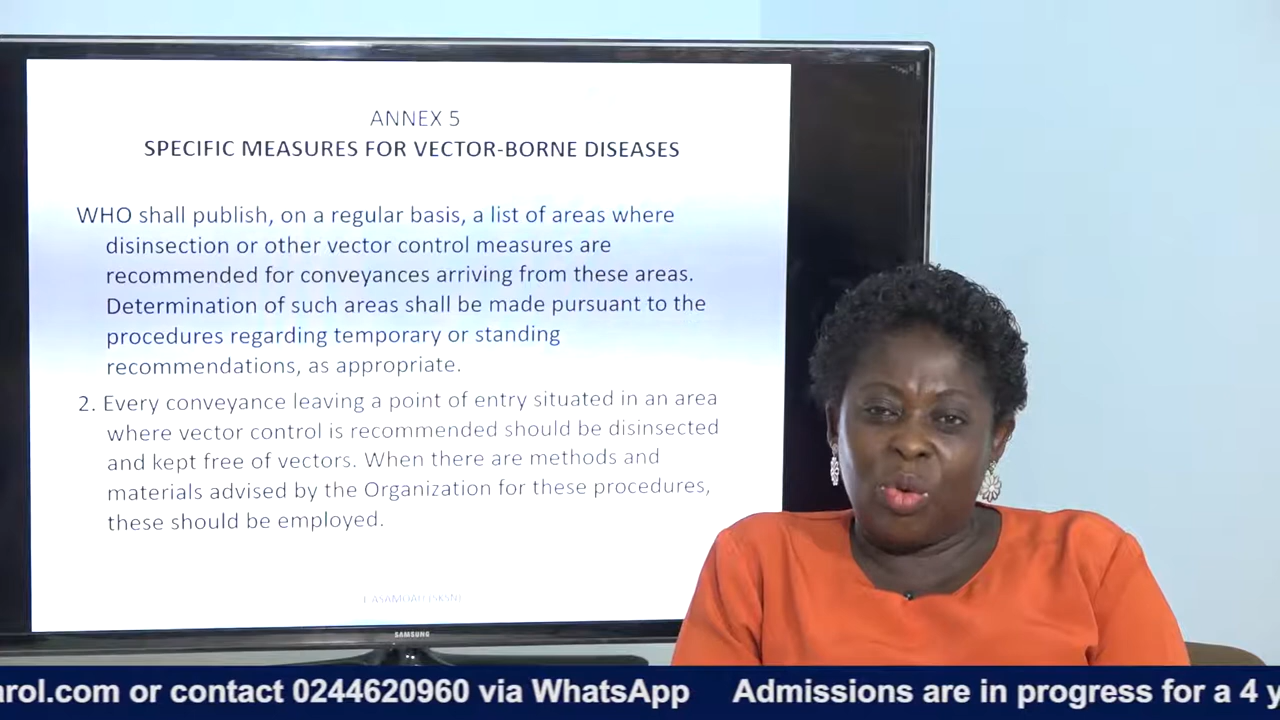 ANNEX 5
SPECIFIC MEASURES FOR VECTOR-BORNE DISEASES
WHO shall publish, on a regular basis, a list of areas where
disinsection or other vector control measures are
recommended for conveyances arriving from these areas.
Determination of such areas shall be made pursuant to the
procedures regarding temporary or standing
recommendations, as appropriate.
2. Every conveyance leaving a point of entry situated in an area
where vector control is recommended should be disinsected
and kept free of vectors. When there are methods and
materials advised by the Organization for these procedures,
these should be employed.
SAMSUNG
arol.com or contact 0244620960 via WhatsApp Admissions are in progress for a 4 y